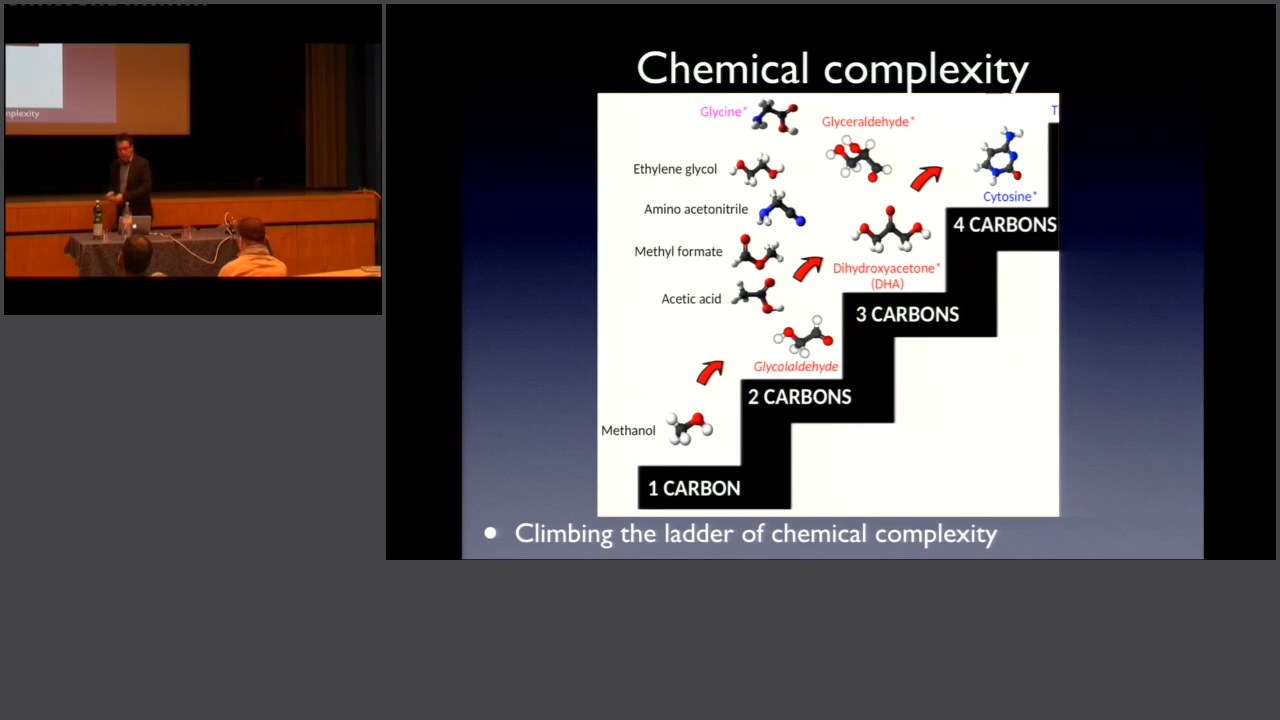 mplexity
Chemical complexity
T
Glycine*
Glyceraldehyde*
Ethylene glycol
Cytosine*
Amino acetonitrile
4 CARBONS
Methyl formate
Dihydroxyacetone*
(DHA)
Acetic acid
3 CARBONS
Glycolaldehyde
2 CARBONS
Methanol
1 CARBON
• Climbing the ladder of chemical complexity